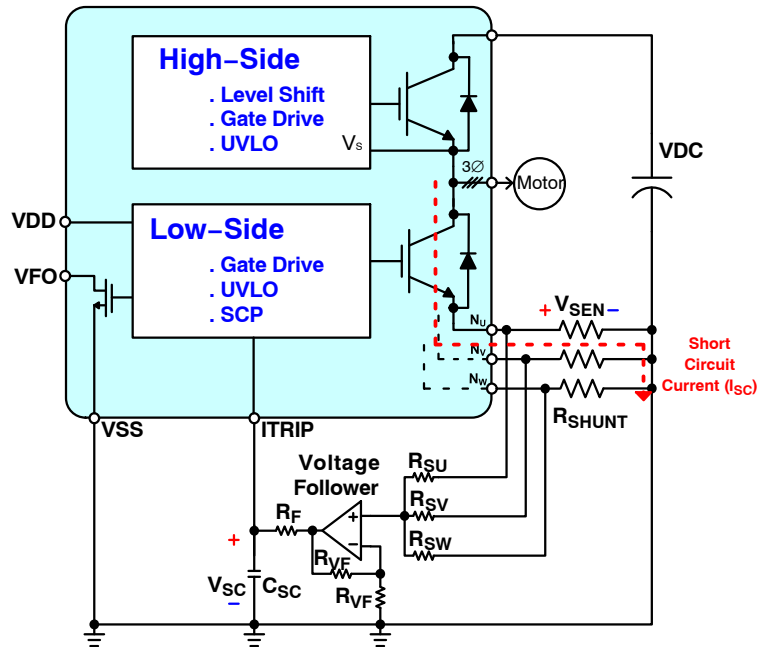 High–Side
. Level Shift
. Gate Drive
. UVLO
VS
VDC
3∅
Motor
VDD
Low–Side
VFO
. Gate Drive
. UVLO
. SCP
+ VSEN –
NU
NV
NW
Short
Circuit
Current (ISC)
RSHUNT
VSS
ITRIP
Voltage
Follower
RSU
RSV
RSW
RF
+
–
+
RVF
VSC
CSC
–
RVF